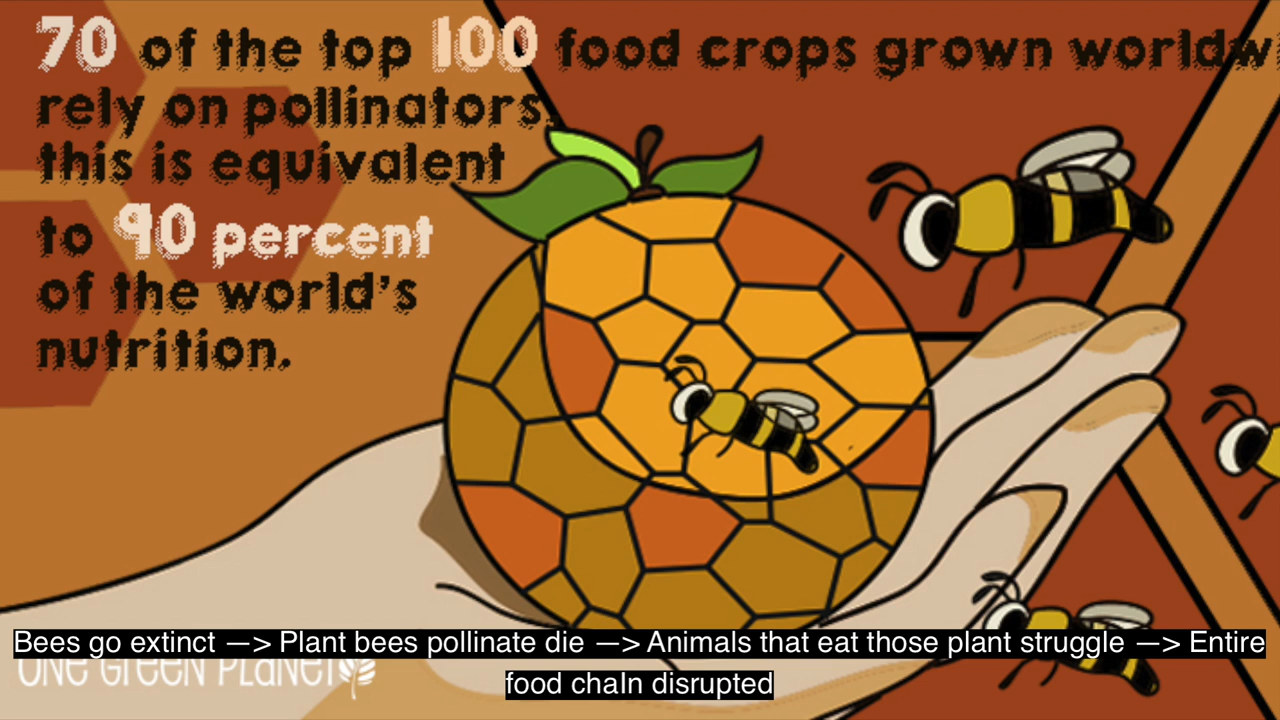 70 of the top 100 food crops grown worldw
rely on pollinators,
this is equivalent
to 90 percent
of the world's
nutrition.
Bees go extinct —> Plant bees pollinate die —> Animals that eat those plant struggle —> Entire
food chaIn disrupted
ONE GREEN PLANET